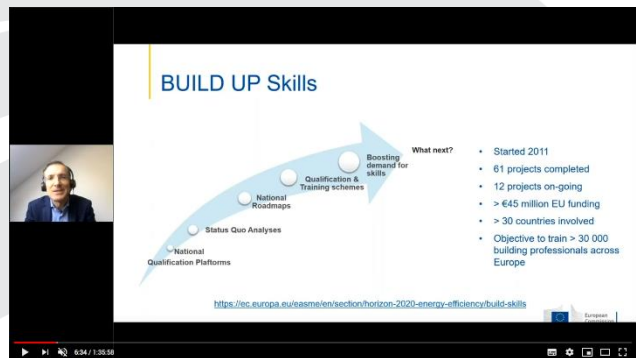 BUILD UP Skills
What next?
Boosting
demand for
skills
Qualification &
Training schemes
National
Roadmaps
Status Quo Analyses
National
Qualification Plaftorms
• Started 2011
• 61 projects completed
• 12 projects on-going
• > €45 million EU funding
• > 30 countries involved
• Objective to train > 30 000
building professionals across
Europe
https://ec.europa.eu/easme/en/section/horizon-2020-energy-efficiency/build-skills
European
Commission
6:34 / 1:35:58